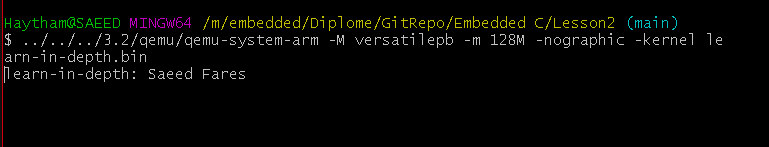 Haytham@SAEED MINGW64 /m/embedded/Diplome/GitRepo/Embedded C/Lesson2 (main)
$ ../../../3.2/qemu/qemu-system-arm -M versatilepb -m 128M -nographic -kernel le
arn-in-depth.bin
learn-in-depth: Saeed Fares